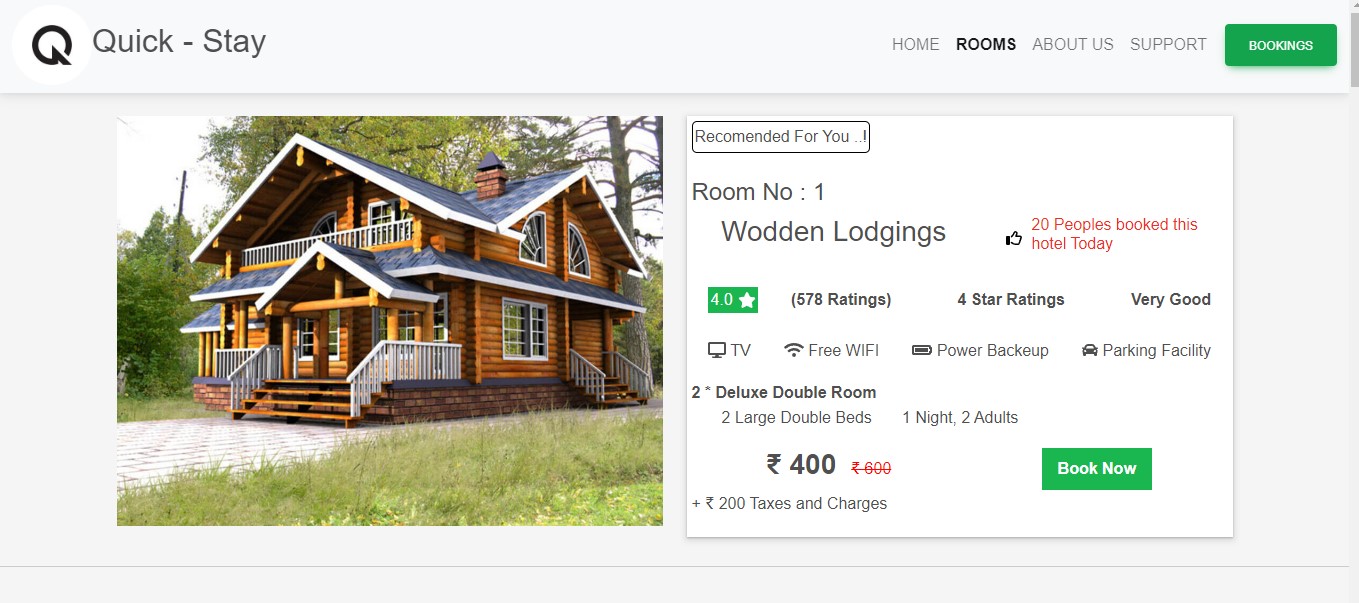 Quick - Stay
HOME ROOMS ABOUT US SUPPORT BOOKINGS
Recomended For You ..!
Room No : 1
Wodden Lodgings
20 Peoples booked this
hotel Today
4.0 (578 Ratings) 4 Star Ratings Very Good
TV Free WIFI Power Backeup Parking Facility
2 * Deluxe Double Room
2 Large Double Beds 1 Night, 2 Adults
₹ 400 ₹ 600 Book Now
+ ₹ 200 Taxes and Charges